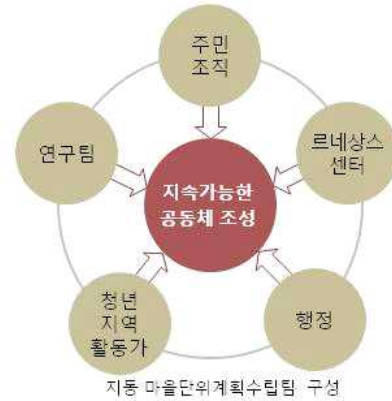 주민
조직
르네상스
센터
연구팀
지속가능한
공동체 조성
청년
지역
활동가
행정
지동 마을단위계획수립팀 구성